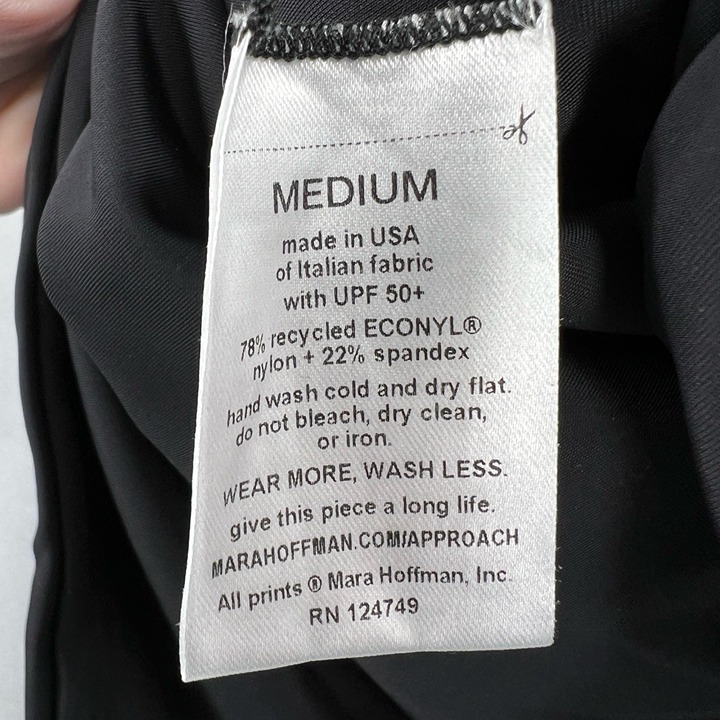 MEDIUM
made in USA
of Italian fabric
with UPF 50+
78% recycled ECONYL®
nylon + 22% spandex
hand wash cold and dry flat.
do not bleach, dry clean,
or iron.
WEAR MORE, WASH LESS.
give this piece a long life.
MARAHOFFMAN.COM/APPROACH
All prints ® Mara Hoffman, Inc.
RN 124749